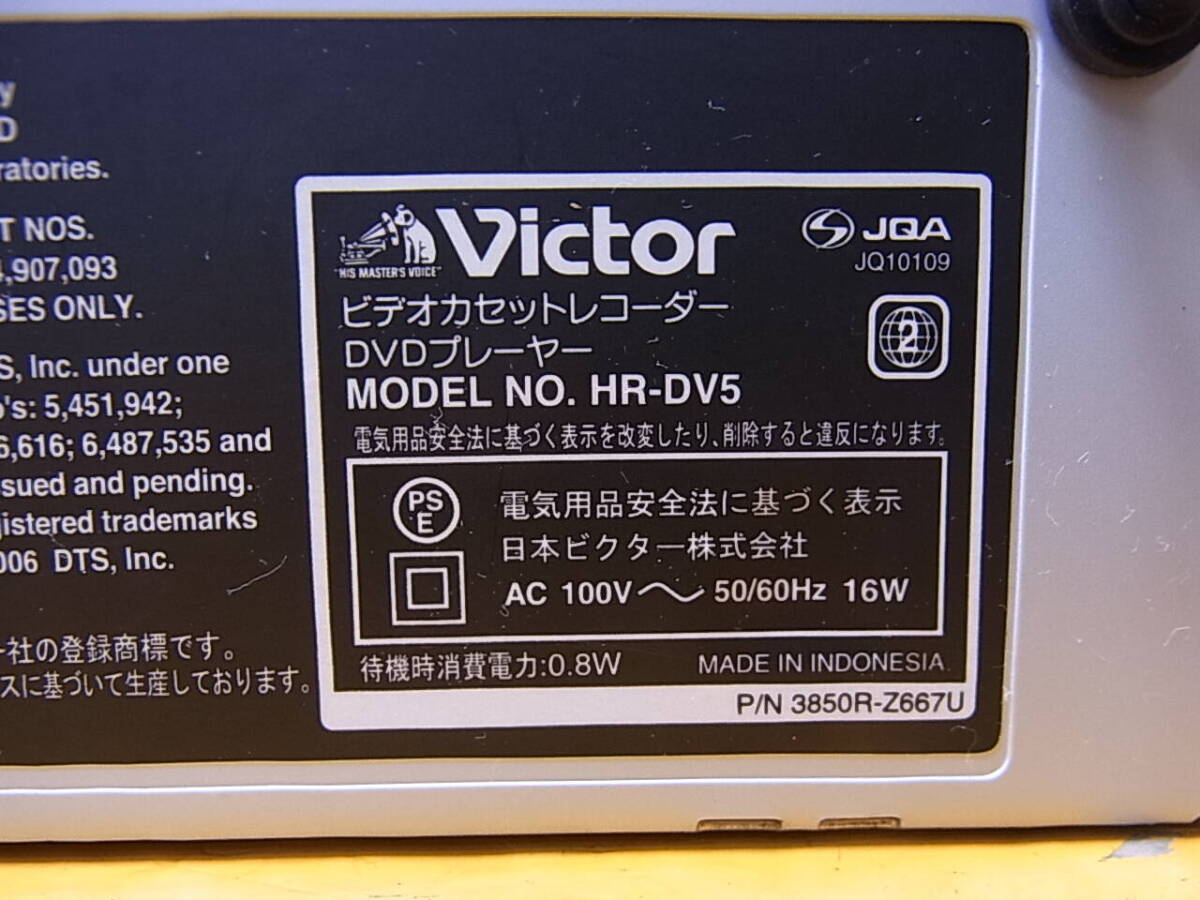 y
D
ratories.
T NOS.
4,907,093
SES ONLY.
S, Inc. under one
o's: 5,451,942;
6,616; 6,487,535 and
ssued and pending.
gistered trademarks
006 DTS, Inc.
ー社の登録商標です。
スに基づいて生産しております。
"HIS MASTER'S VOICE"
Victor
JQA
JQ10109
ビデオカセットレコーダー
DVDプレーヤー
2
MODEL NO. HR-DV5
電気用品安全法に基づく表示を改変したり、削除すると違反になります。
PS
E
電気用品安全法に基づく表示
日本ビクター株式会社
AC 100V〜 50/60Hz 16W
待機時消費電力:0.8W
MADE IN INDONESIA.
P/N 3850R-Z667U